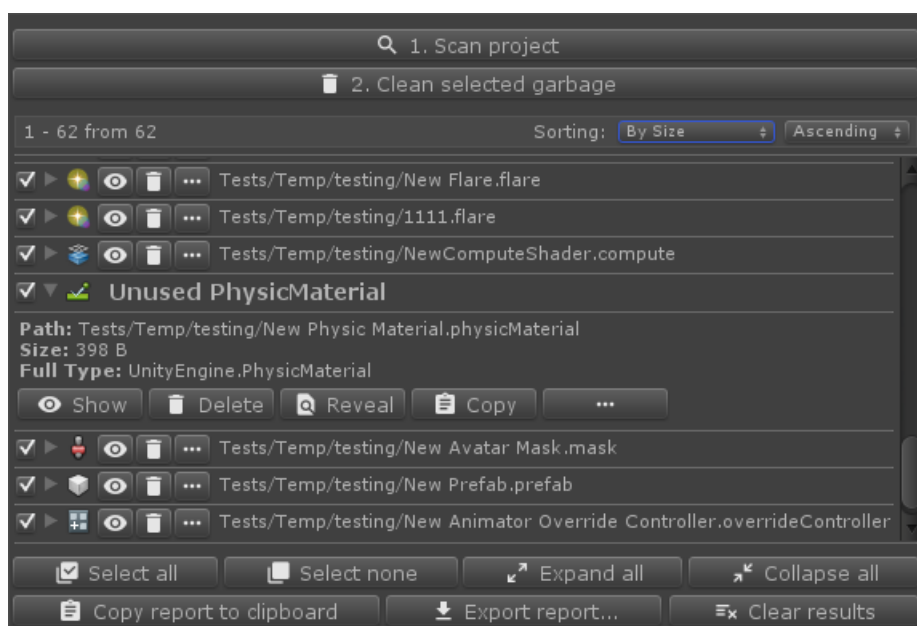 1. Scan project
2. Clean selected garbage
1 - 62 from 62 Sorting: By Size Ascending
Tests/Temp/testing/New Flare.flare
Tests/Temp/testing/1111.flare
Tests/Temp/testing/NewComputeShader.compute
Unused PhysicMaterial
Path: Tests/Temp/testing/New Physic Material.physicMaterial
Size: 398 B
Full Type: UnityEngine.PhysicMaterial
Show Delete Reveal Copy ...
Tests/Temp/testing/New Avatar Mask.mask
Tests/Temp/testing/New Prefab.prefab
Tests/Temp/testing/New Animator Override Controller.overrideController
Select all Select none Expand all Collapse all
Copy report to clipboard Export report... Clear results